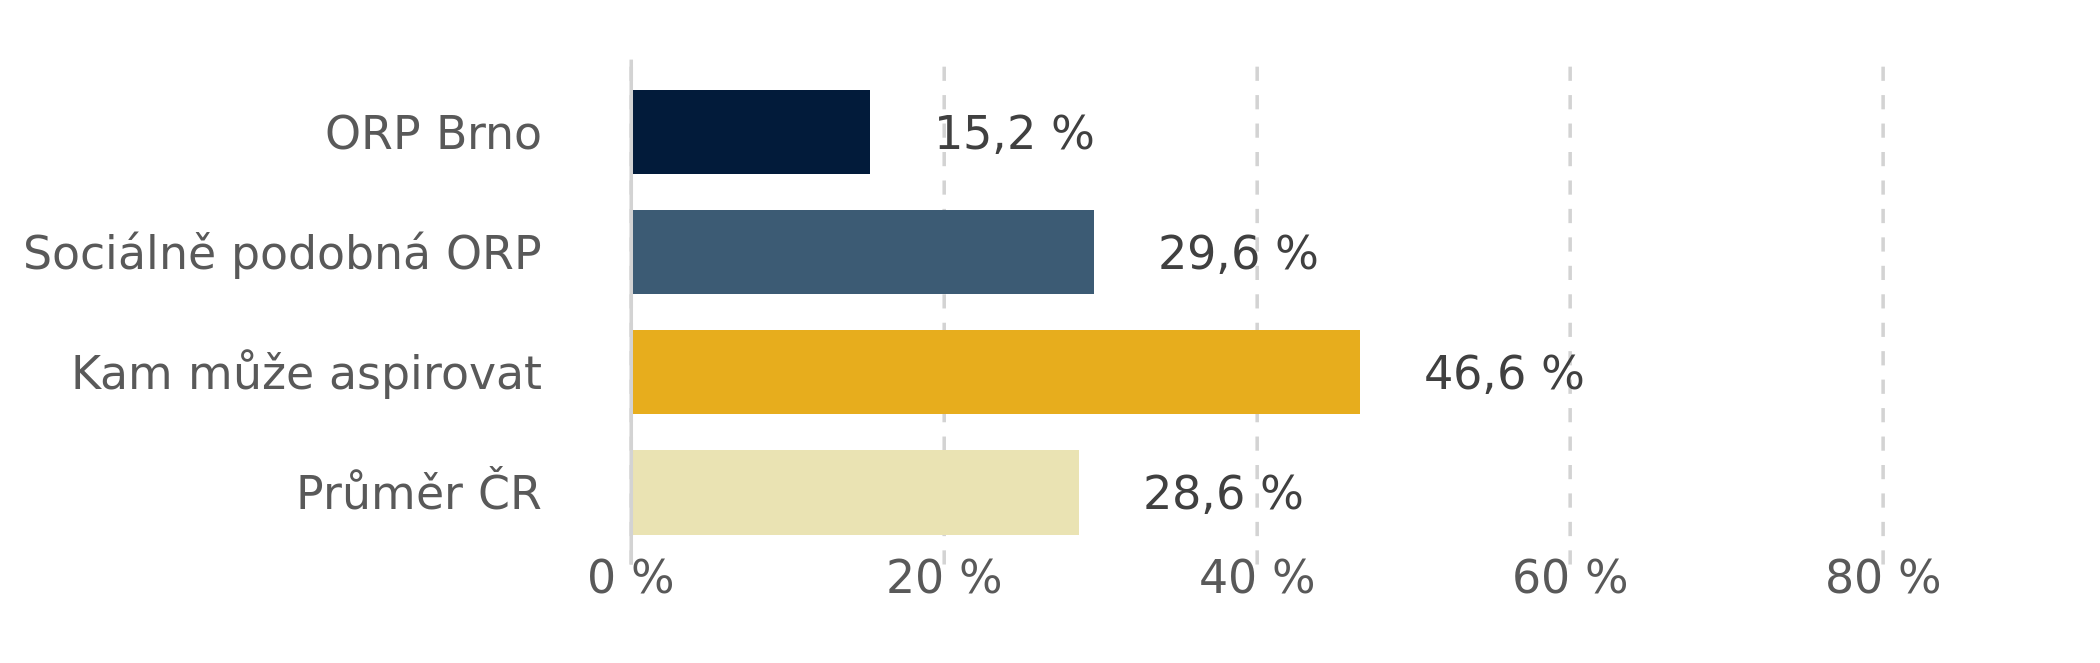 ORP Brno 15,2 %
Sociálně podobná ORP 29,6 %
Kam může aspirovat 46,6 %
Průměr ČR 28,6 %
0 % 20 % 40 % 60 % 80 %